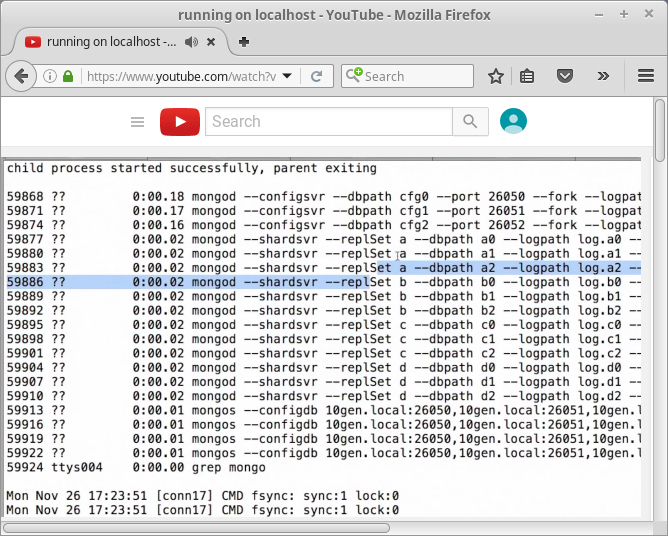 running on localhost - YouTube - Mozilla Firefox
running on localhost -...
https://www.youtube.com/watch?v
Search
Search
child process started successfully, parent exiting
59868 ?? 0:00.18 mongod --configsvr --dbpath cfg0 --port 26050 --fork --logpat
59871 ?? 0:00.17 mongod --configsvr --dbpath cfg1 --port 26051 --fork --logpat
59874 ?? 0:00.16 mongod --configsvr --dbpath cfg2 --port 26052 --fork --logpat
59877 ?? 0:00.02 mongod --shardsvr --replSet a --dbpath a0 --logpath log.a0 --
59880 ?? 0:00.02 mongod --shardsvr --replSet a --dbpath a1 --logpath log.a1 --
59883 ?? 0:00.02 mongod --shardsvr --replSet a --dbpath a2 --logpath log.a2 --
59886 ?? 0:00.02 mongod --shardsvr --replSet b --dbpath b0 --logpath log.b0 --
59889 ?? 0:00.02 mongod --shardsvr --replSet b --dbpath b1 --logpath log.b1 --
59892 ?? 0:00.02 mongod --shardsvr --replSet b --dbpath b2 --logpath log.b2 --
59895 ?? 0:00.02 mongod --shardsvr --replSet c --dbpath c0 --logpath log.c0 --
59898 ?? 0:00.02 mongod --shardsvr --replSet c --dbpath c1 --logpath log.c1 --
59901 ?? 0:00.02 mongod --shardsvr --replSet c --dbpath c2 --logpath log.c2 --
59904 ?? 0:00.02 mongod --shardsvr --replSet d --dbpath d0 --logpath log.d0 --
59907 ?? 0:00.02 mongod --shardsvr --replSet d --dbpath d1 --logpath log.d1 --
59910 ?? 0:00.02 mongod --shardsvr --replSet d --dbpath d2 --logpath log.d2 --
59913 ?? 0:00.01 mongos --configdb 10gen.local:26050,10gen.local:26051,10gen.l
59916 ?? 0:00.01 mongos --configdb 10gen.local:26050,10gen.local:26051,10gen.l
59919 ?? 0:00.01 mongos --configdb 10gen.local:26050,10gen.local:26051,10gen.l
59922 ?? 0:00.01 mongos --configdb 10gen.local:26050,10gen.local:26051,10gen.l
59924 ttys004 0:00.00 grep mongo
Mon Nov 26 17:23:51 [conn17] CMD fsync: sync:1 lock:0
Mon Nov 26 17:23:51 [conn17] CMD fsync: sync:1 lock:0